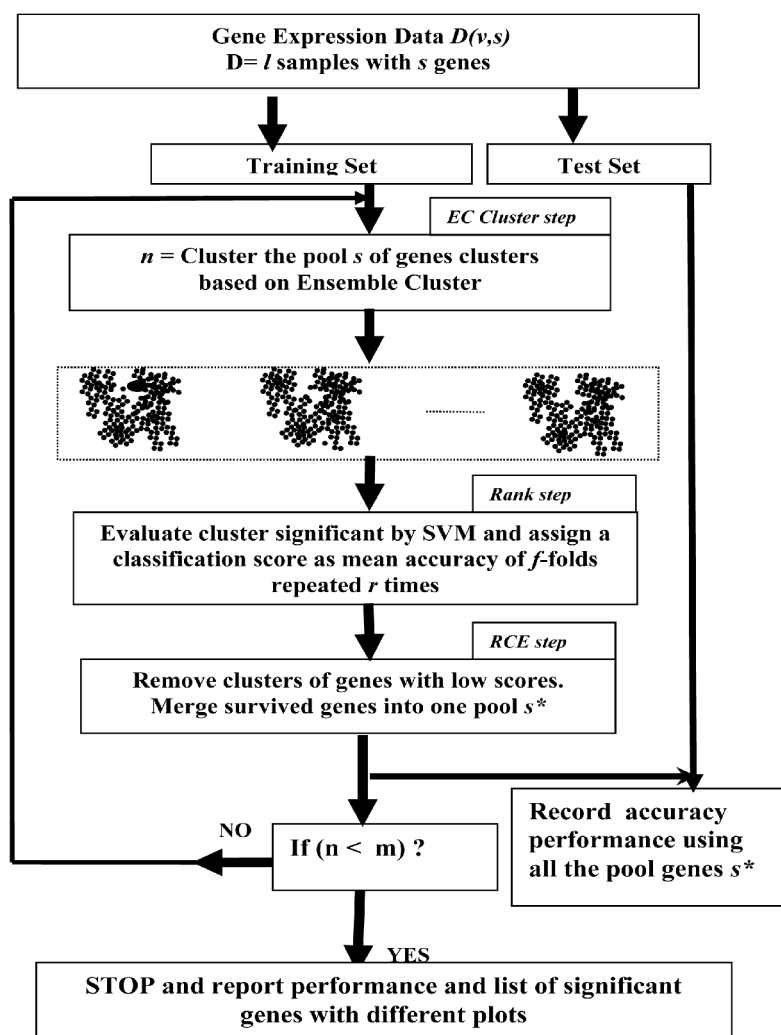 Gene Expression Data D(v,s)
D= l samples with s genes
Training Set
Test Set
EC Cluster step
n = Cluster the pool s of genes clusters
based on Ensemble Cluster
Rank step
Evaluate cluster significant by SVM and assign a
classification score as mean accuracy of f-folds
repeated r times
RCE step
Remove clusters of genes with low scores.
Merge survived genes into one pool s*
NO
If (n < m) ?
Record accuracy
performance using
all the pool genes s*
YES
STOP and report performance and list of significant
genes with different plots